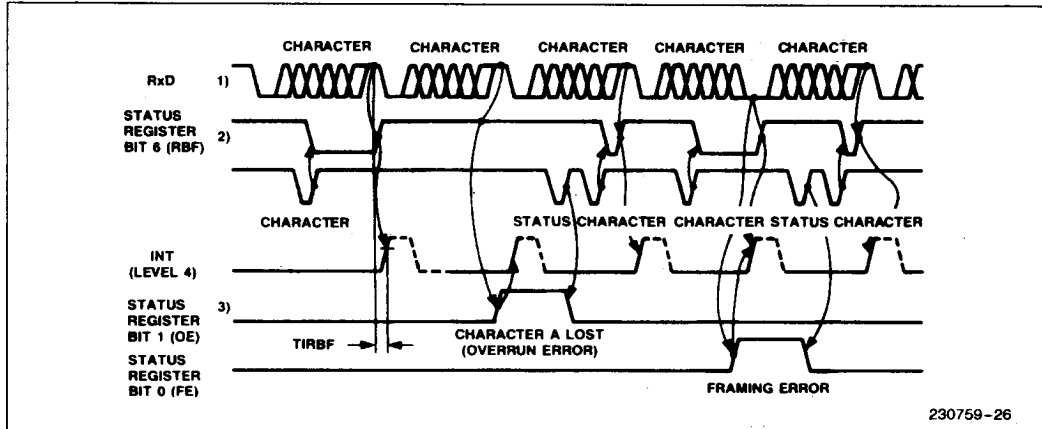 CHARACTER CHARACTER CHARACTER CHARACTER CHARACTER
RxD 1)
STATUS
REGISTER 2)
BIT 6 (RBF)
CHARACTER STATUS CHARACTER CHARACTER STATUS CHARACTER
INT
(LEVEL 4)
STATUS 3)
REGISTER
BIT 1 (OE)
TIRBF
CHARACTER A LOST
(OVERRUN ERROR)
STATUS
REGISTER
BIT 0 (FE)
FRAMING ERROR
230759-26